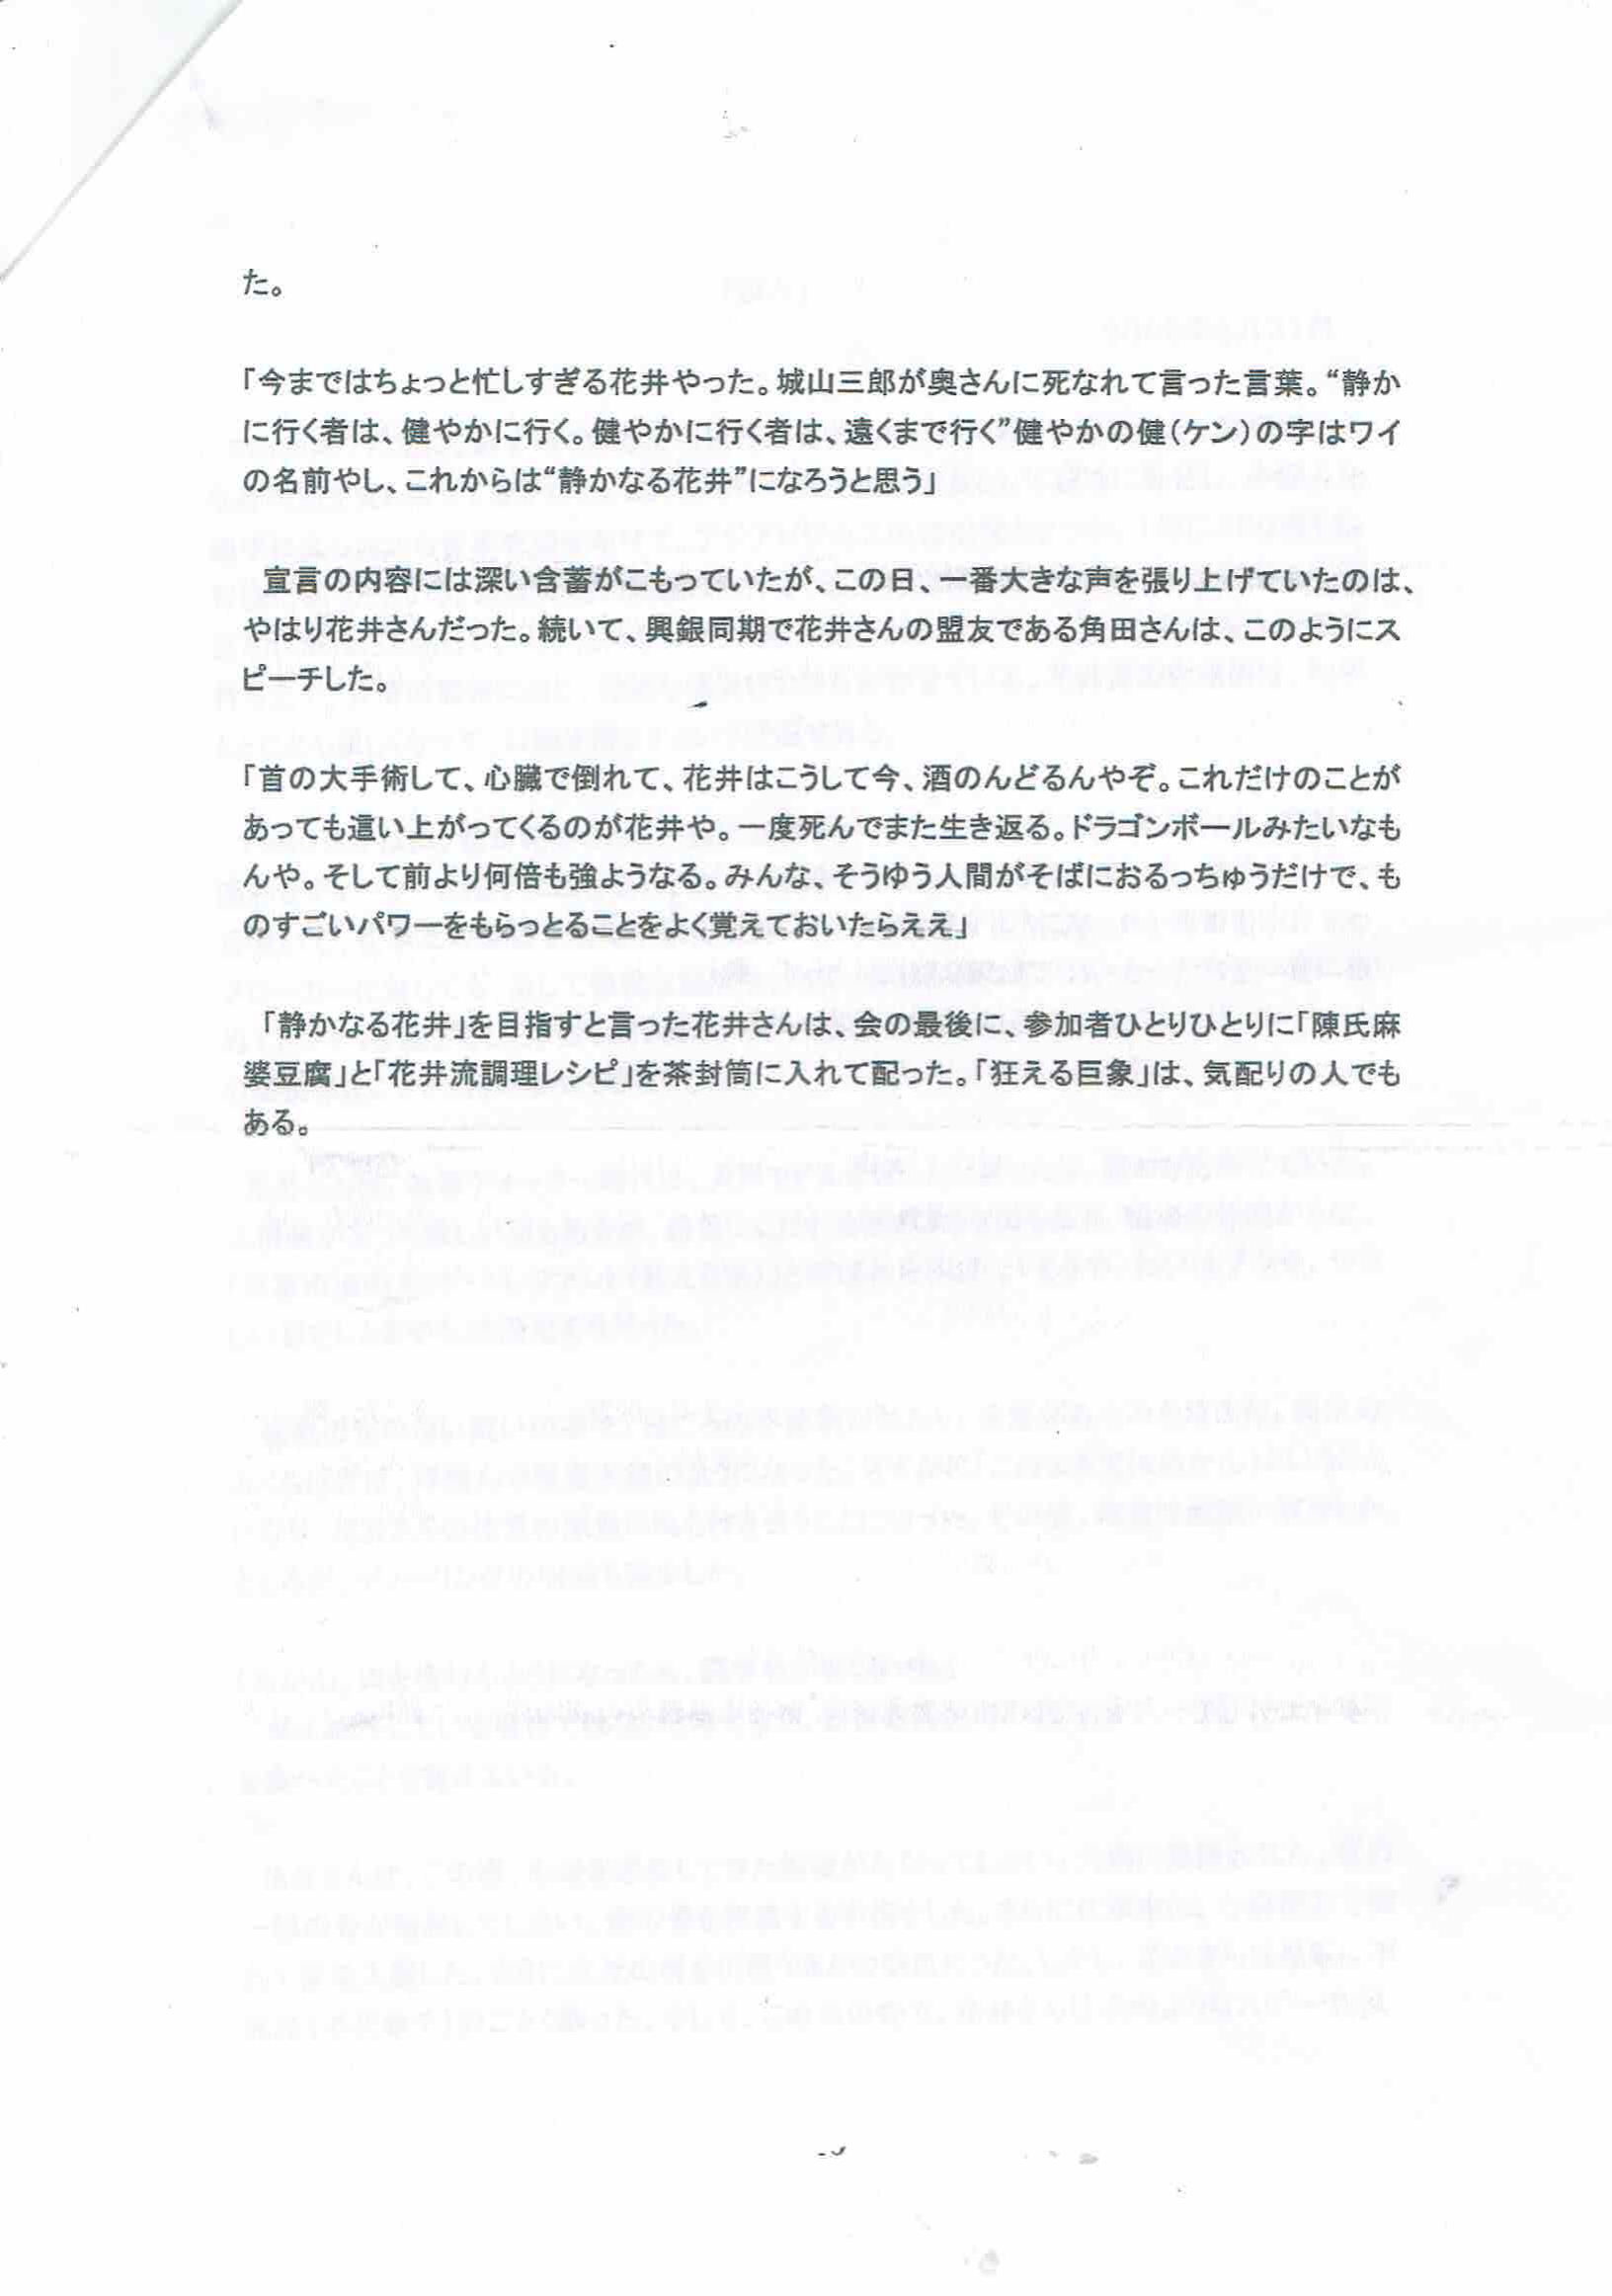 た。
「今まではちょっと忙しすぎる花井やった。城山三郎が奥さんに死なれて言った言葉。“静か
に行く者は、健やかに行く。健やかに行く者は、遠くまで行く”健やかの健(ケン)の字はワイ
の名前やし、これからは“静かなる花井”になろうと思う」
宣言の内容には深い含蓄がこもっていたが、この日、一番大きな声を張り上げていたのは、
やはり花井さんだった。続いて、興銀同期で花井さんの盟友である角田さんは、このようにス
ピーチした。
「首の大手術して、心臓で倒れて、花井はこうして今、酒のんどるんやぞ。これだけのことが
あっても這い上がってくるのが花井や。一度死んでまた生き返る。ドラゴンボールみたいなも
んや。そして前より何倍も強ようなる。みんな、そうゆう人間がそばにおるっちゅうだけで、も
のすごいパワーをもらっとることをよく覚えておいたらええ」
「静かなる花井」を目指すと言った花井さんは、会の最後に、参加者ひとりひとりに「陳氏麻
婆豆腐」と「花井流調理レシピ」を茶封筒に入れて配った。「狂える巨象」は、気配りの人でも
ある。